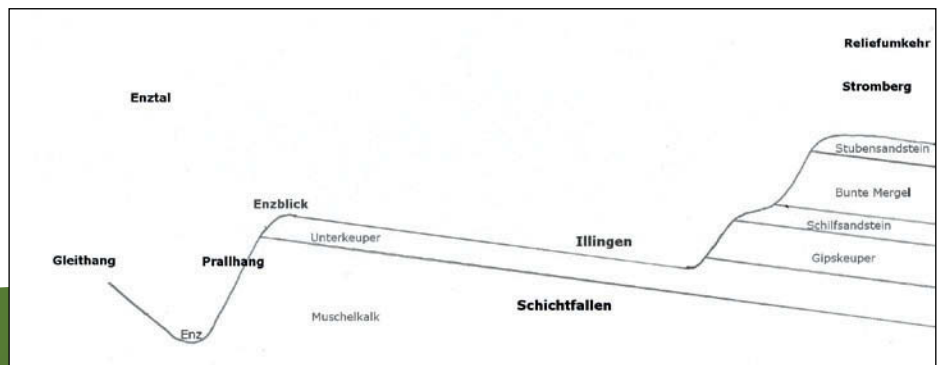 Reliefumkehr
Stromberg
Enztal
Stubensandstein
Bunte Mergel
Enzblick
Schilfsandstein
Unterkeuper
Illingen
Gipskeuper
Gleithang
Prallhang
Schichtfallen
Muschelkalk
Enz